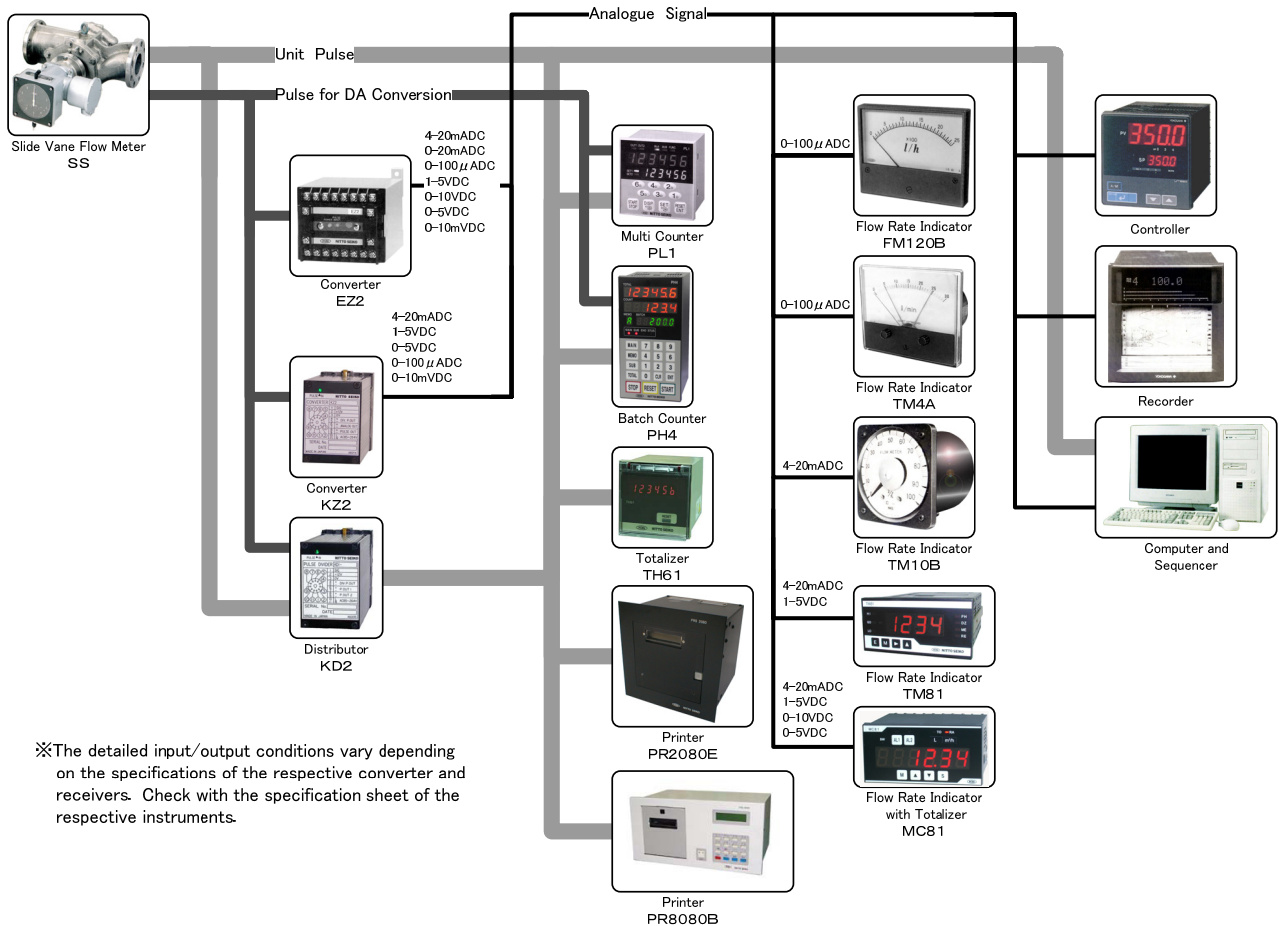 Analogue Signal
Unit Pulse
Pulse for DA Conversion
Slide Vane Flow Meter
SS
4-20mADC
0-20mADC
0-100μADC
1-5VDC
0-10VDC
0-5VDC
0-10mVDC
Converter
EZ2
4-20mADC
1-5VDC
0-5VDC
0-100μADC
0-10mVDC
Converter
KZ2
Distributor
KD2
123456
123456
Multi Counter
PL1
123456
1234
200.0
STOP RESET START
Batch Counter
PH4
123456
Totalizer
TH61
Printer
PR2080E
Printer
PR8080B
0-100μADC
l/h
Flow Rate Indicator
FM120B
0-100μADC
l/min
Flow Rate Indicator
TM4A
4-20mADC
FLOW METER
%
Flow Rate Indicator
TM10B
4-20mADC
1-5VDC
1234
Flow Rate Indicator
TM81
4-20mADC
1-5VDC
0-10VDC
0-5VDC
12.34
Flow Rate Indicator
with Totalizer
MC81
PV 350.0
SP 350.0
Controller
100.0
Recorder
Computer and
Sequencer
※The detailed input/output conditions vary depending
on the specifications of the respective converter and
receivers. Check with the specification sheet of the
respective instruments.